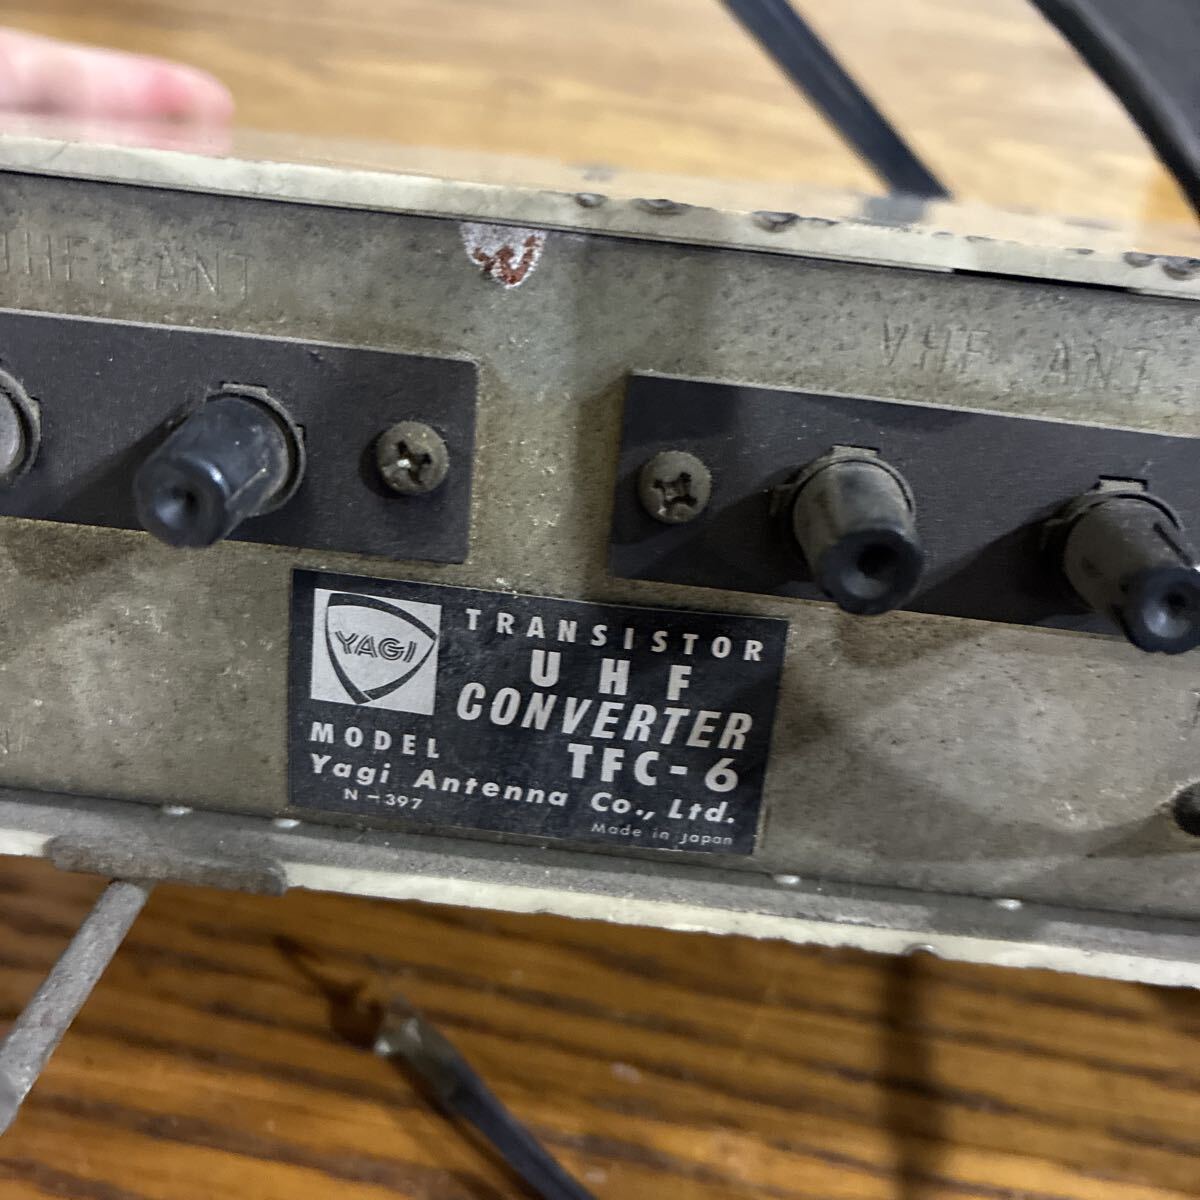 UHF ANT
VHF ANT
YAGI
TRANSISTOR
UHF
CONVERTER
MODEL TFC-6
Yagi Antenna Co., Ltd.
N-397
Made in Japan